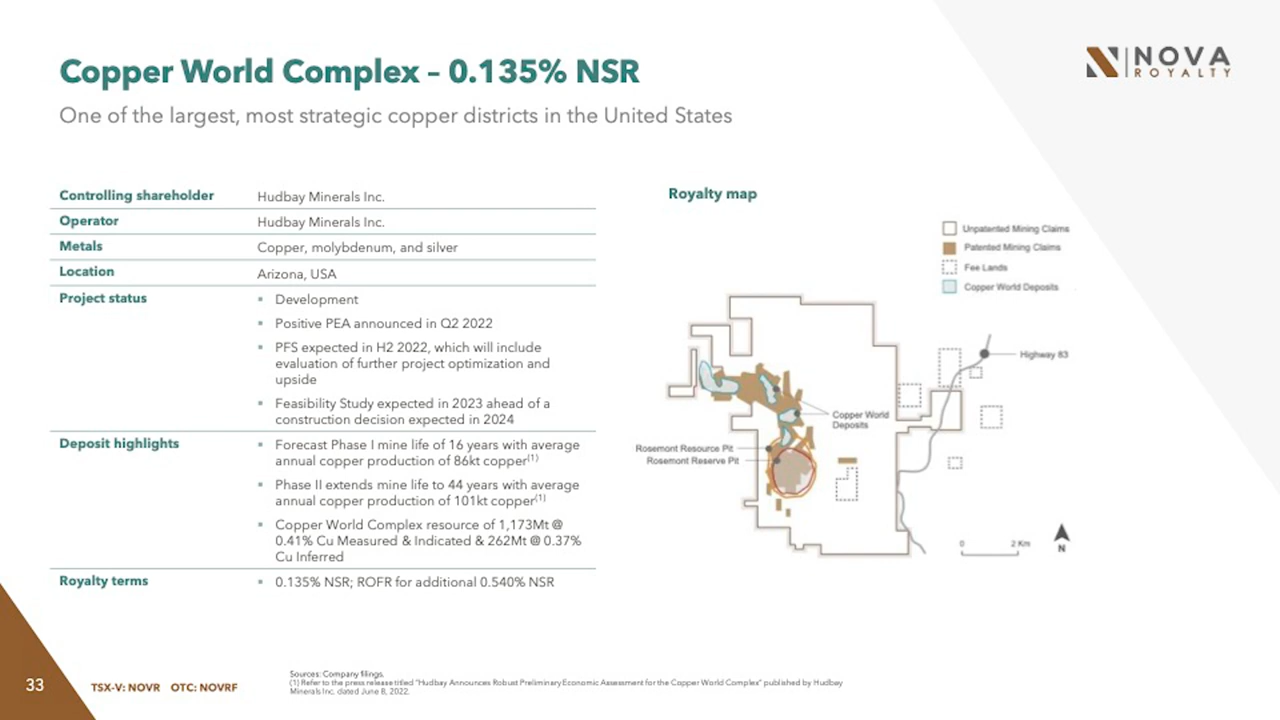 Copper World Complex – 0.135% NSR
One of the largest, most strategic copper districts in the United States
NOVA
ROYALTY
Controlling shareholder
Hudbay Minerals Inc.
Operator
Hudbay Minerals Inc.
Metals
Copper, molybdenum, and silver
Location
Arizona, USA
Project status
▪ Development
▪ Positive PEA announced in Q2 2022
▪ PFS expected in H2 2022, which will include
evaluation of further project optimization and
upside
▪ Feasibility Study expected in 2023 ahead of a
construction decision expected in 2024
Deposit highlights
▪ Forecast Phase I mine life of 16 years with average
annual copper production of 86kt copper(1)
▪ Phase II extends mine life to 44 years with average
annual copper production of 101kt copper(1)
▪ Copper World Complex resource of 1,173Mt @
0.41% Cu Measured & Indicated & 262Mt @ 0.37%
Cu Inferred
Royalty terms
▪ 0.135% NSR; ROFR for additional 0.540% NSR
Royalty map
Unpatented Mining Claims
Patented Mining Claims
Fee Lands
Copper World Deposits
Highway 83
Copper World
Deposits
Rosemont Resource Pit
Rosemont Reserve Pit
0 2 Km
N
33
TSX-V: NOVR OTC: NOVRF
Sources: Company filings.
(1) Refer to the press release titled "Hudbay Announces Robust Preliminary Economic Assessment for the Copper World Complex" published by Hudbay
Minerals Inc. dated June 8, 2022.